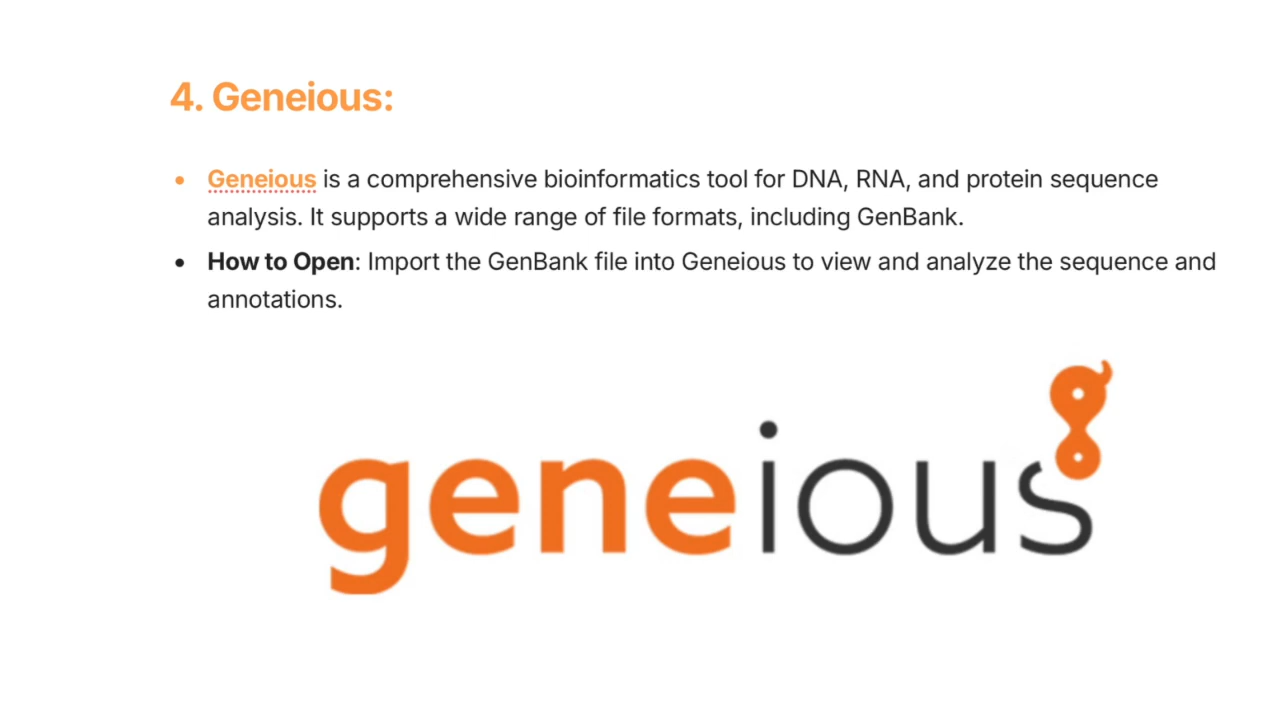 4. Geneious:
• Geneious is a comprehensive bioinformatics tool for DNA, RNA, and protein sequence
analysis. It supports a wide range of file formats, including GenBank.
• How to Open: Import the GenBank file into Geneious to view and analyze the sequence and
annotations.
geneious